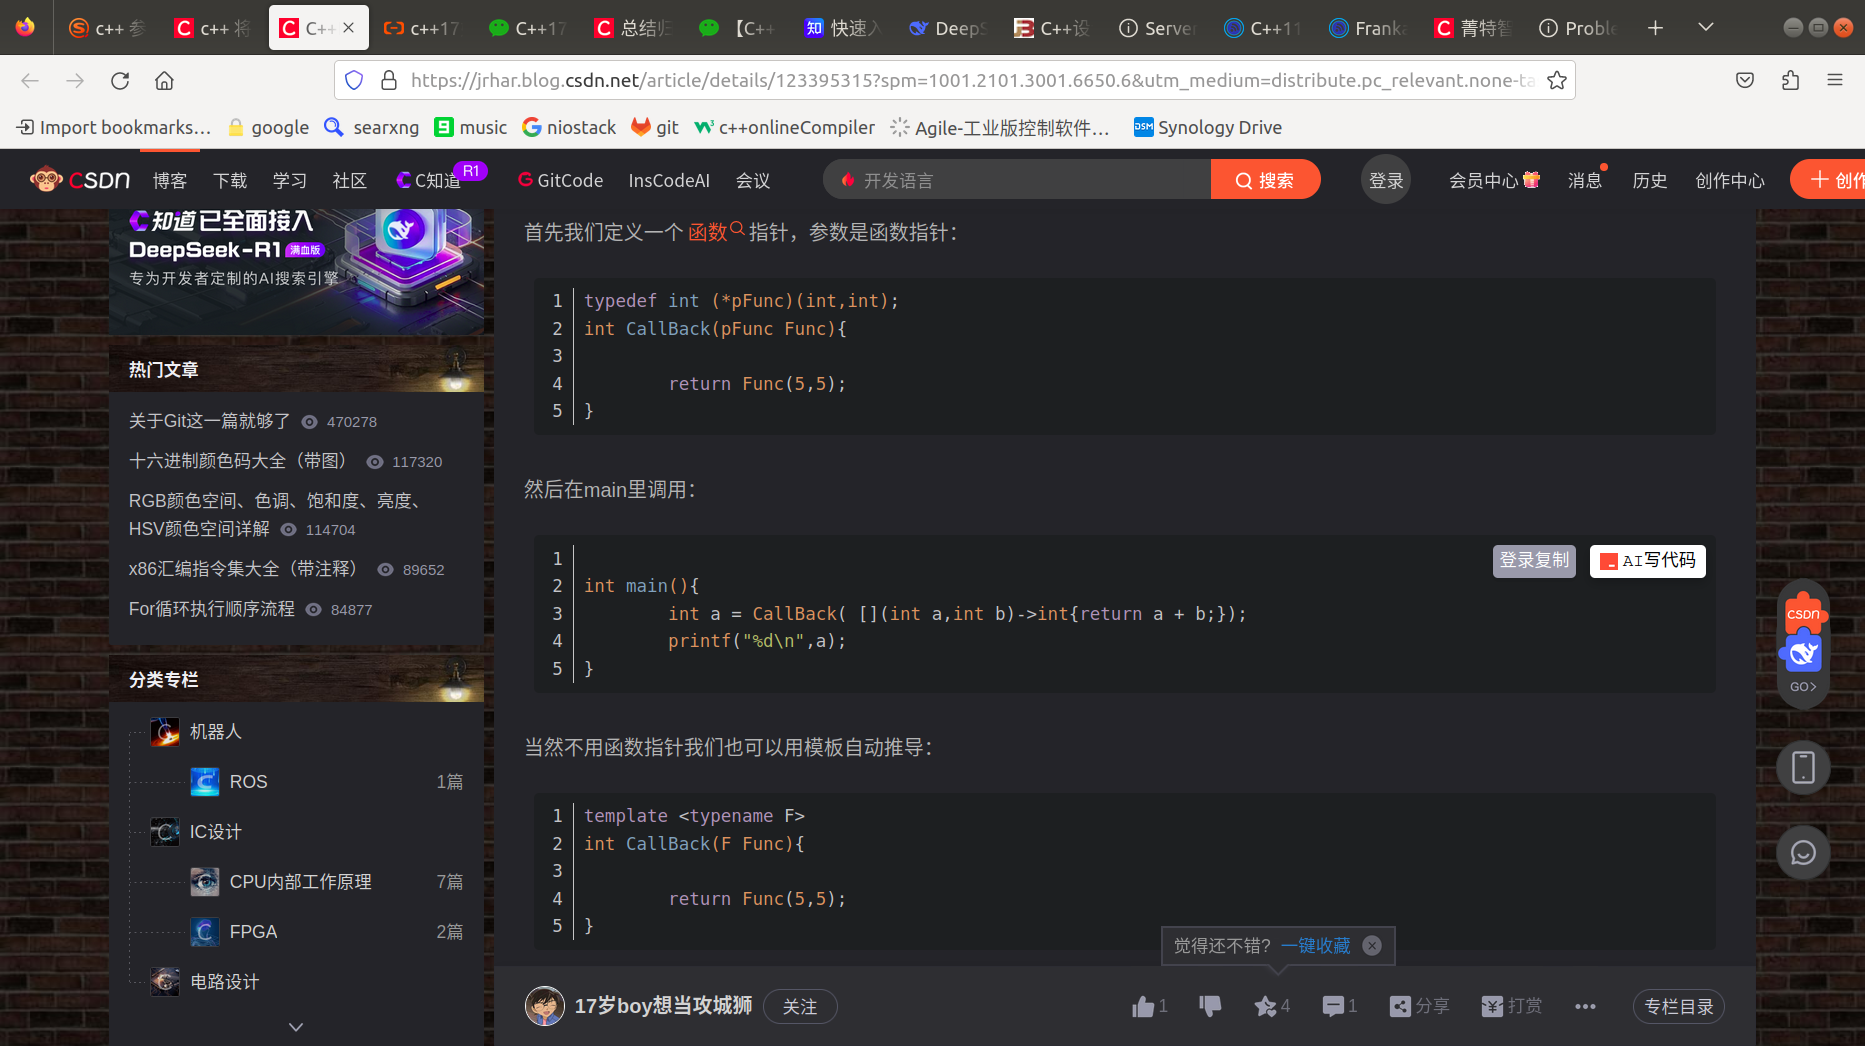 c++ 参
c++ 将
C++
c++17
C++17
总结归
【C++
快速入
DeepS
C++设
Server
C++11
Franka
菁特智
Proble
https://jrhar.blog.csdn.net/article/details/123395315?spm=1001.2101.3001.6650.6&utm_medium=distribute.pc_relevant.none-ta
Import bookmarks...
google
searxng
music
niostack
git
c++onlineCompiler
Agile-工业版控制软件...
Synology Drive
CSDN
博客
下载
学习
社区
C知道
R1
GitCode
InsCodeAI
会议
开发语言
搜索
登录
会员中心
消息
历史
创作中心
创作
C知道 已全面接入
DeepSeek-R1 满血版
专为开发者定制的AI搜索引擎
热门文章
关于Git这一篇就够了 470278
十六进制颜色码大全（带图） 117320
RGB颜色空间、色调、饱和度、亮度、
HSV颜色空间详解 114704
x86汇编指令集大全（带注释） 89652
For循环执行顺序流程 84877
分类专栏
机器人
ROS 1篇
IC设计
CPU内部工作原理 7篇
FPGA 2篇
电路设计
首先我们定义一个 函数 指针，参数是函数指针：
1 typedef int (*pFunc)(int,int);
2 int CallBack(pFunc Func){
3
4 return Func(5,5);
5 }
然后在main里调用：
登录复制
AI写代码
1
2 int main(){
3 int a = CallBack( [](int a,int b)->int{return a + b;});
4 printf("%d\n",a);
5 }
当然不用函数指针我们也可以用模板自动推导：
1 template <typename F>
2 int CallBack(F Func){
3
4 return Func(5,5);
5 }
觉得还不错? 一键收藏
17岁boy想当攻城狮
关注
1
4
1
分享
打赏
专栏目录
CSDN
GO>